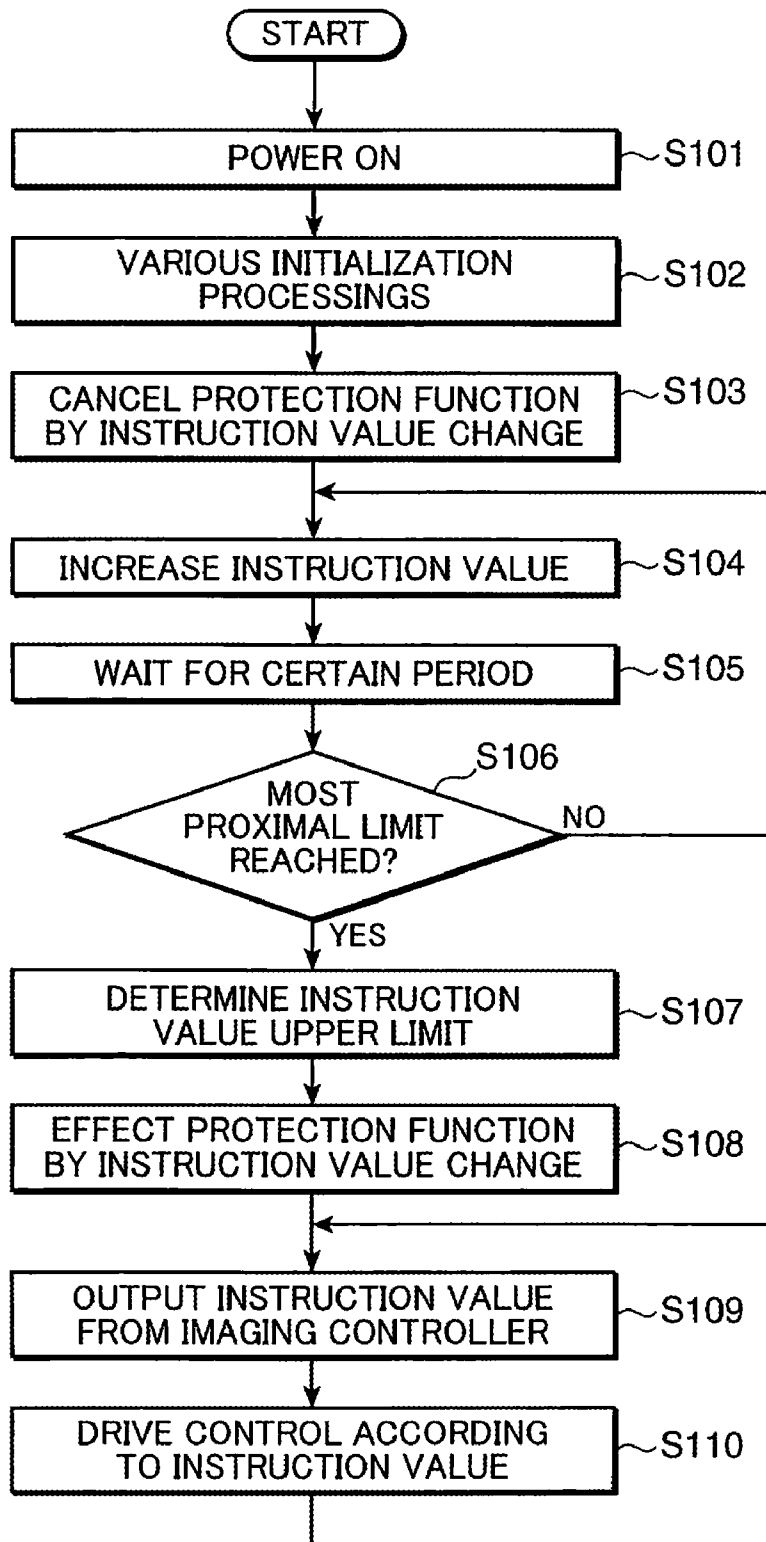 START
POWER ON
S101
VARIOUS INITIALIZATION
PROCESSINGS
S102
CANCEL PROTECTION FUNCTION
BY INSTRUCTION VALUE CHANGE
S103
INCREASE INSTRUCTION VALUE
S104
WAIT FOR CERTAIN PERIOD
S105
S106
MOST
PROXIMAL LIMIT
REACHED?
NO
YES
DETERMINE INSTRUCTION
VALUE UPPER LIMIT
S107
EFFECT PROTECTION FUNCTION
BY INSTRUCTION VALUE CHANGE
S108
OUTPUT INSTRUCTION VALUE
FROM IMAGING CONTROLLER
S109
DRIVE CONTROL ACCORDING
TO INSTRUCTION VALUE
S110